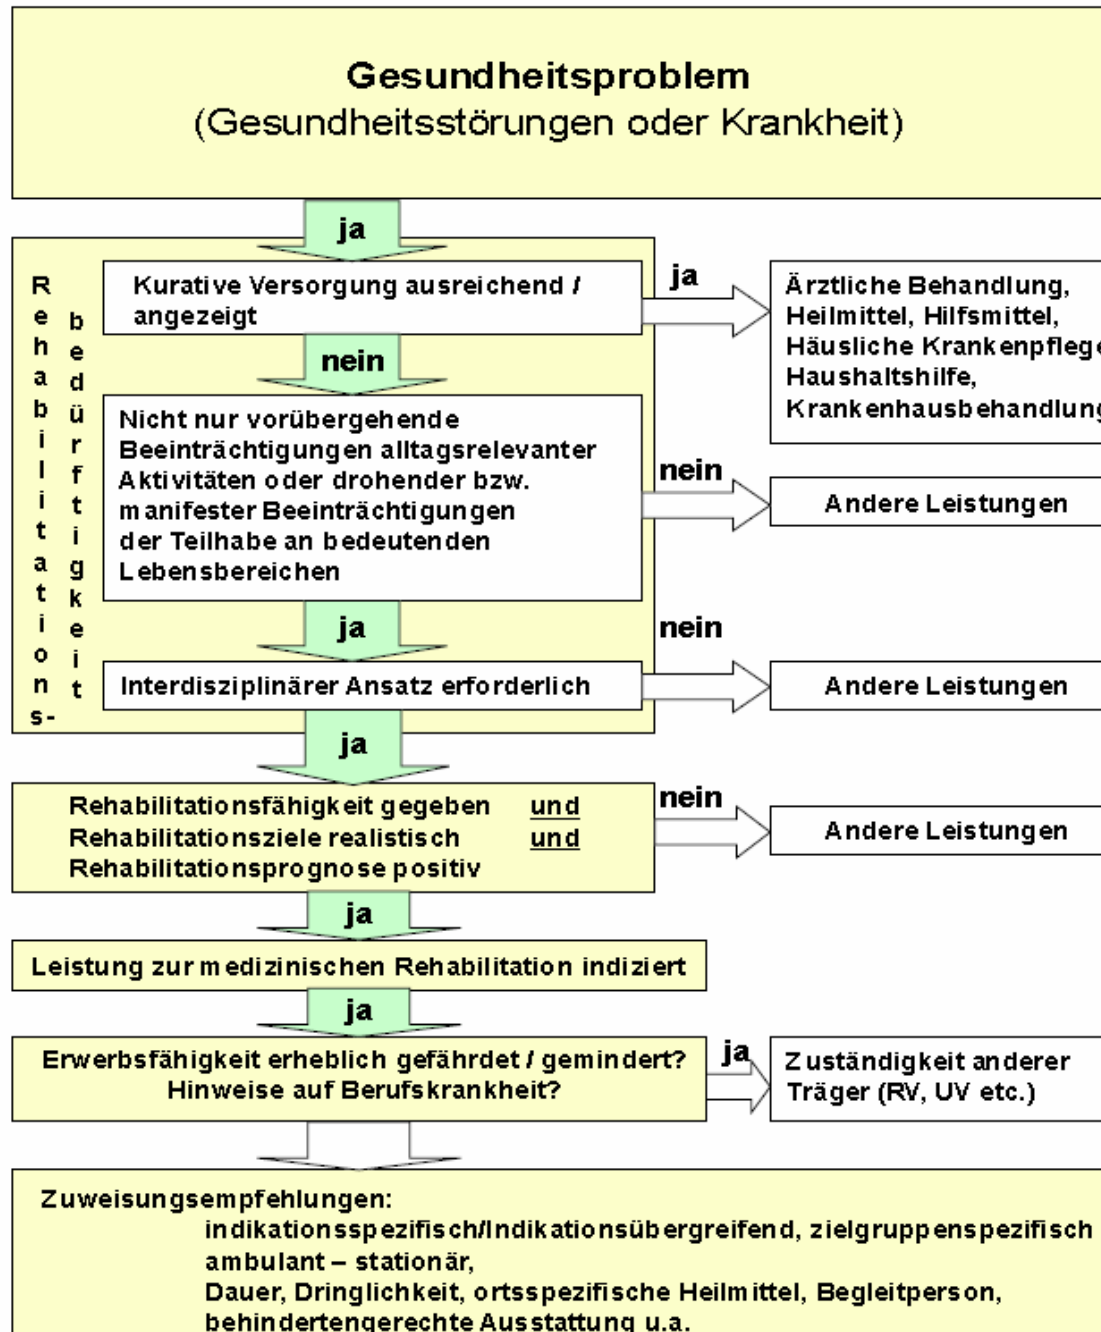 Gesundheitsproblem
(Gesundheitsstörungen oder Krankheit)
ja
Rehabilitations-
bedürftigkeit
Kurative Versorgung ausreichend /
angezeigt
ja
Ärztliche Behandlung,
Heilmittel, Hilfsmittel,
Häusliche Krankenpflege
Haushaltshilfe,
Krankenhausbehandlung
nein
Nicht nur vorübergehende
Beeinträchtigungen alltagsrelevanter
Aktivitäten oder drohender bzw.
manifester Beeinträchtigungen
der Teilhabe an bedeutenden
Lebensbereichen
nein
Andere Leistungen
ja
Interdisziplinärer Ansatz erforderlich
nein
Andere Leistungen
ja
Rehabilitationsfähigkeit gegeben und
Rehabilitationsziele realistisch und
Rehabilitationsprognose positiv
nein
Andere Leistungen
ja
Leistung zur medizinischen Rehabilitation indiziert
ja
Erwerbsfähigkeit erheblich gefährdet / gemindert?
Hinweise auf Berufskrankheit?
ja
Zuständigkeit anderer
Träger (RV, UV etc.)
Zuweisungsempfehlungen:
indikationsspezifisch/Indikationsübergreifend, zielgruppenspezifisch
ambulant – stationär,
Dauer, Dringlichkeit, ortsspezifische Heilmittel, Begleitperson,
behindertengerechte Ausstattung u.a.